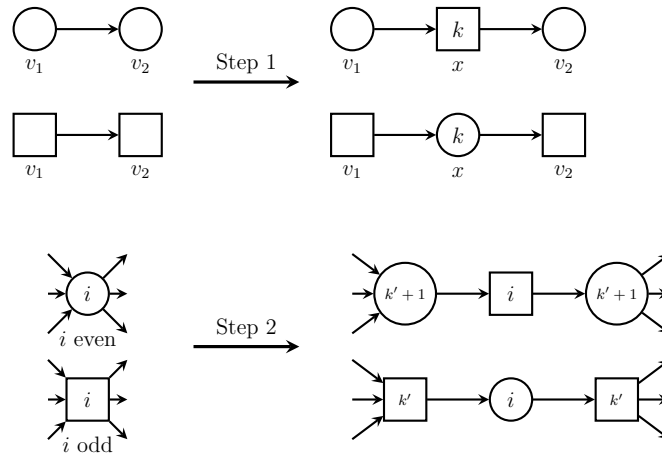 k
v₁ v₂ Step 1 v₁ x v₂
k
v₁ v₂ v₁ x v₂
i k′ + 1 i k′ + 1
i even Step 2
i k′ i k′
i odd